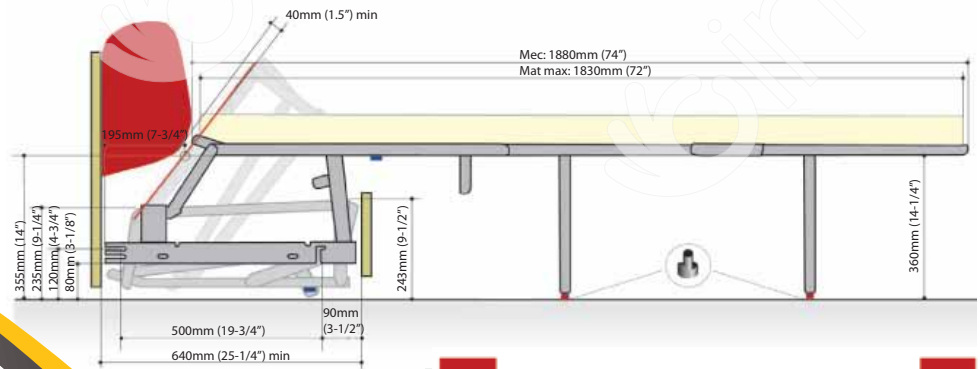 40mm (1.5”) min
Mec: 1880mm (74”)
Mat max: 1830mm (72”)
195mm (7-3/4”)
355mm (14”)
235mm (9-1/4”)
120mm (4-3/4”)
80mm (3-1/8”)
243mm (9-1/2”)
360mm (14-1/4”)
90mm
(3-1/2”)
500mm (19-3/4”)
640mm (25-1/4”) min